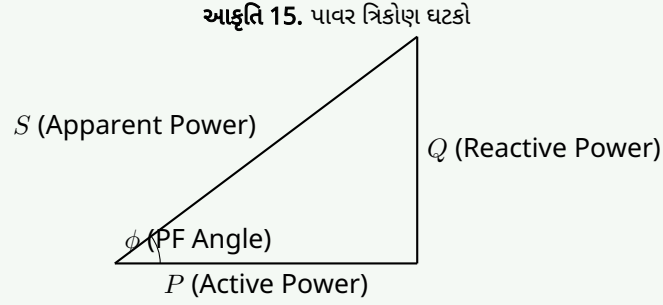 આકૃતિ 15. પાવર ત્રિકોણ ઘટકો
S (Apparent Power)
Q (Reactive Power)
ϕ (PF Angle)
P (Active Power)